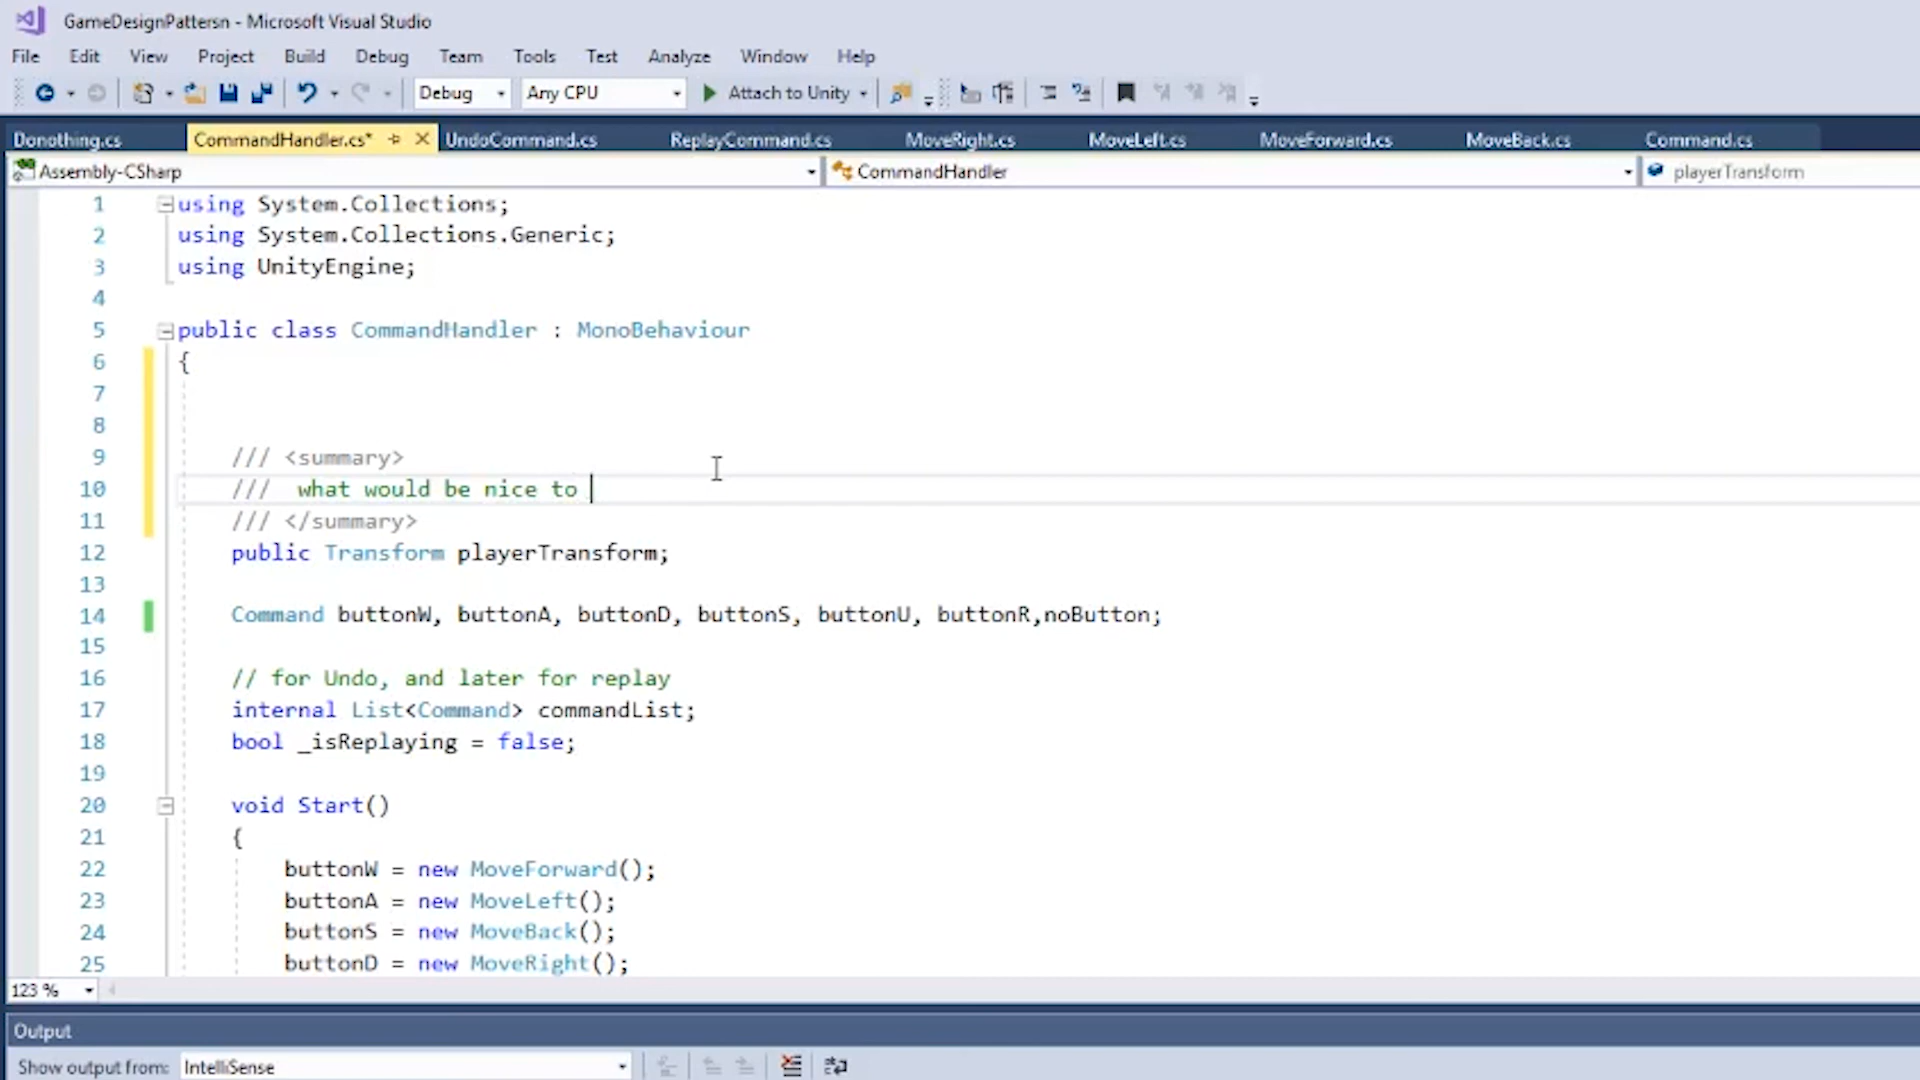 GameDesignPattersn - Microsoft Visual Studio
File Edit View Project Build Debug Team Tools Test Analyze Window Help
Debug Any CPU Attach to Unity
Donothing.cs CommandHandler.cs* UndoCommand.cs ReplayCommand.cs MoveRight.cs MoveLeft.cs MoveForward.cs MoveBack.cs Command.cs
Assembly-CSharp CommandHandler playerTransform
1 using System.Collections;
2 using System.Collections.Generic;
3 using UnityEngine;
4
5 public class CommandHandler : MonoBehaviour
6 {
7
8
9 /// <summary>
10 /// what would be nice to
11 /// </summary>
12 public Transform playerTransform;
13
14 Command buttonW, buttonA, buttonD, buttonS, buttonU, buttonR,noButton;
15
16 // for Undo, and later for replay
17 internal List<Command> commandList;
18 bool _isReplaying = false;
19
20 void Start()
21 {
22 buttonW = new MoveForward();
23 buttonA = new MoveLeft();
24 buttonS = new MoveBack();
25 buttonD = new MoveRight();
123 %
Output
Show output from: IntelliSense